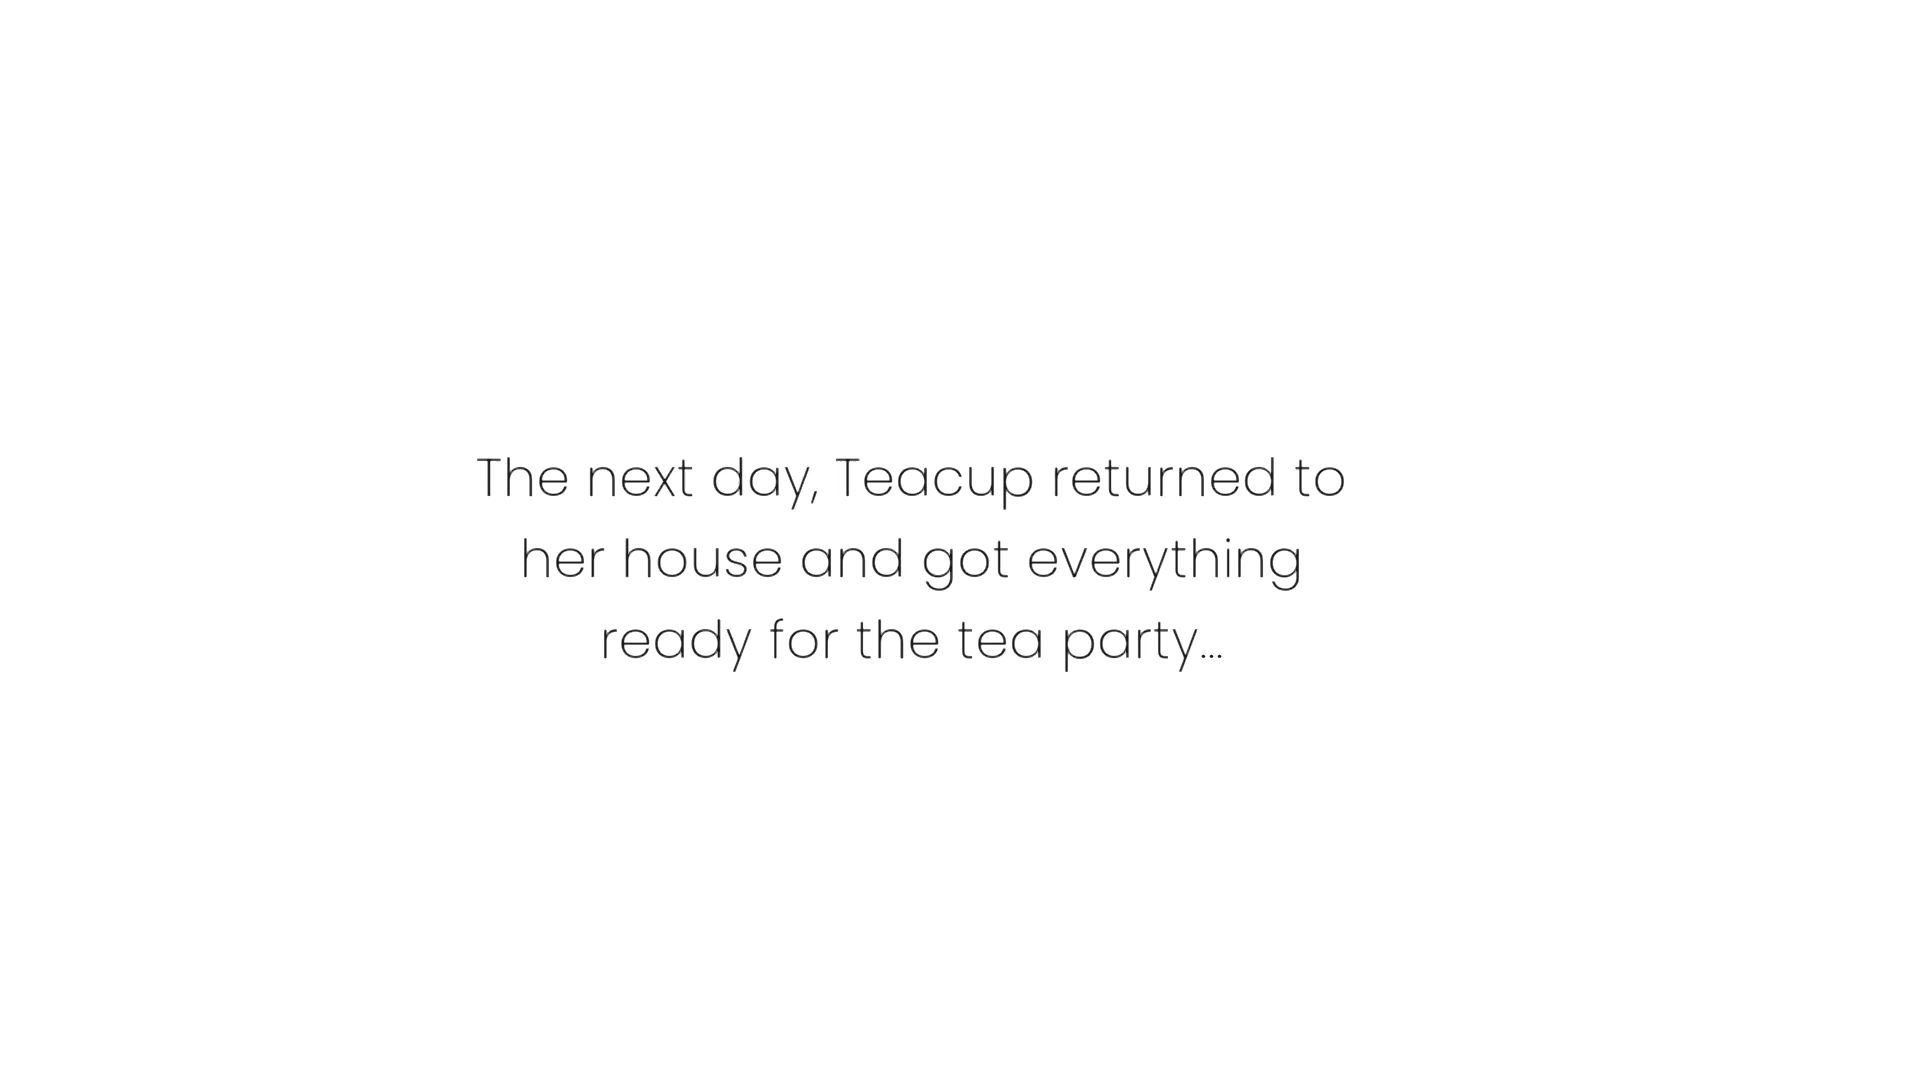 The next day, Teacup returned to
her house and got everything
ready for the tea party...